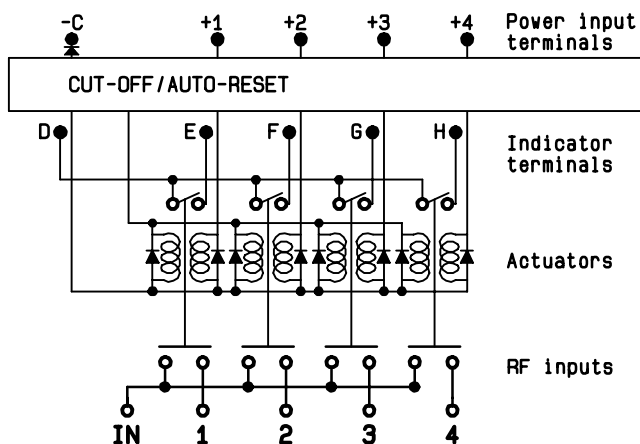 -C +1 +2 +3 +4 Power input
terminals
CUT-OFF/AUTO-RESET
D E F G H Indicator
terminals
Actuators
RF inputs
IN 1 2 3 4